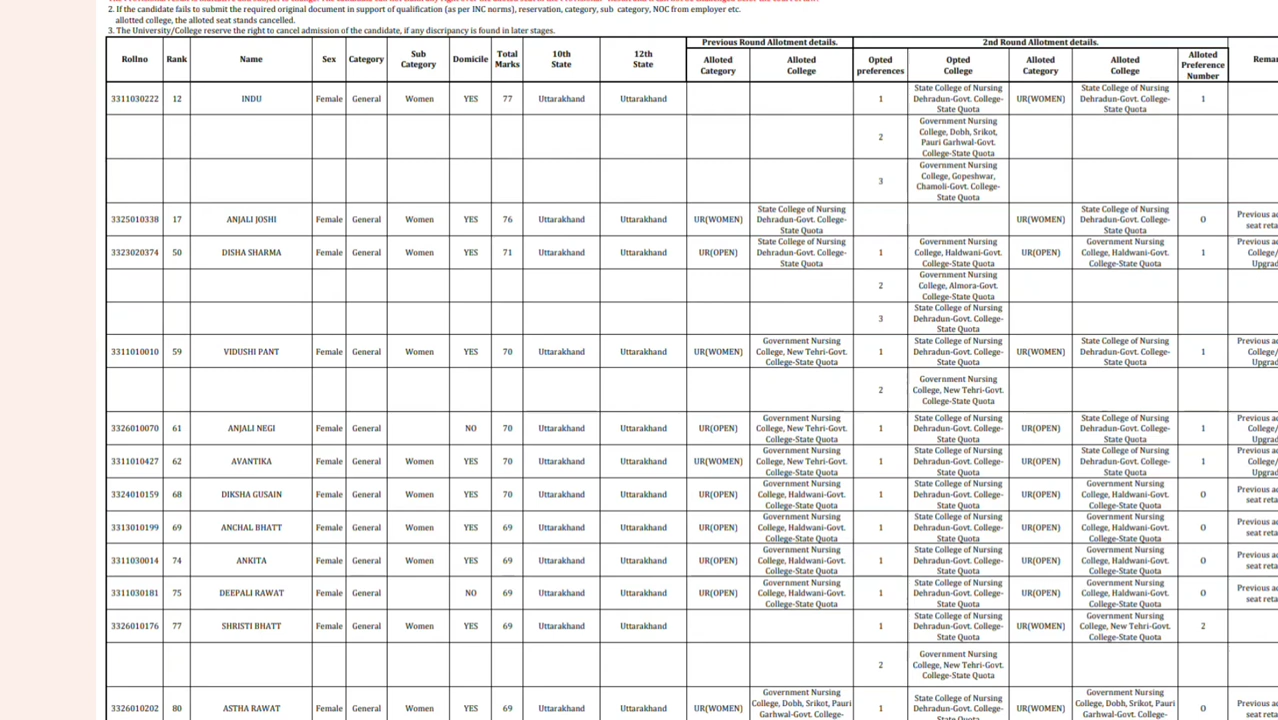 2. If the candidate fails to submit the required original document in support of qualification (as per INC norms), reservation, category, sub category, NOC from employer etc.
allotted college, the alloted seat stands cancelled.
3. The University/College reserve the right to cancel admission of the candidate, if any discripancy is found in later stages.
Previous Round Allotment details. 2nd Round Allotment details.
Rollno Rank Name Sex Category Sub Category Domicile Total Marks 10th State 12th State Alloted Category Alloted College Opted preferences Opted College Alloted Category Alloted College Alloted Preference Number
3311030222 12 INDU Female General Women YES 77 Uttarakhand Uttarakhand 1 State College of Nursing Dehradun-Govt. College-State Quota UR(WOMEN) State College of Nursing Dehradun-Govt. College-State Quota 1
2 Government Nursing College, Dobh, Srikot, Pauri Garhwal-Govt. College-State Quota
3 Government Nursing College, Gopeshwar, Chamoli-Govt. College-State Quota
3325010338 17 ANJALI JOSHI Female General Women YES 76 Uttarakhand Uttarakhand UR(WOMEN) State College of Nursing Dehradun-Govt. College-State Quota UR(WOMEN) State College of Nursing Dehradun-Govt. College-State Quota 0 Previous seat
3323020374 50 DISHA SHARMA Female General Women YES 71 Uttarakhand Uttarakhand UR(OPEN) State College of Nursing Dehradun-Govt. College-State Quota 1 Government Nursing College, Haldwani-Govt. College-State Quota UR(OPEN) Government Nursing College, Haldwani-Govt. College-State Quota 1 Previous College/
2 Government Nursing College, Almora-Govt. College-State Quota
3 State College of Nursing Dehradun-Govt. College-State Quota
3311010010 59 VIDUSHI PANT Female General Women YES 70 Uttarakhand Uttarakhand UR(WOMEN) Government Nursing College, New Tehri-Govt. College-State Quota 1 State College of Nursing Dehradun-Govt. College-State Quota UR(WOMEN) State College of Nursing Dehradun-Govt. College-State Quota 1 Previous College/
2 Government Nursing College, New Tehri-Govt. College-State Quota
3326010070 61 ANJALI NEGI Female General NO 70 Uttarakhand Uttarakhand UR(OPEN) Government Nursing College, New Tehri-Govt. College-State Quota 1 State College of Nursing Dehradun-Govt. College-State Quota UR(OPEN) State College of Nursing Dehradun-Govt. College-State Quota 1 Previous College/
3311010427 62 AVANTIKA Female General Women YES 70 Uttarakhand Uttarakhand UR(WOMEN) Government Nursing College, New Tehri-Govt. College-State Quota 1 State College of Nursing Dehradun-Govt. College-State Quota UR(OPEN) State College of Nursing Dehradun-Govt. College-State Quota 1 Previous College/
3324010159 68 DIKSHA GUSAIN Female General Women YES 70 Uttarakhand Uttarakhand UR(OPEN) Government Nursing College, Haldwani-Govt. College-State Quota 1 State College of Nursing Dehradun-Govt. College-State Quota UR(OPEN) Government Nursing College, Haldwani-Govt. College-State Quota 0 Previous seat
3313010199 69 ANCHAL BHATT Female General Women YES 69 Uttarakhand Uttarakhand UR(OPEN) Government Nursing College, Haldwani-Govt. College-State Quota 1 State College of Nursing Dehradun-Govt. College-State Quota UR(OPEN) Government Nursing College, Haldwani-Govt. College-State Quota 0 Previous seat
3311030014 74 ANKITA Female General Women YES 69 Uttarakhand Uttarakhand UR(OPEN) Government Nursing College, Haldwani-Govt. College-State Quota 1 State College of Nursing Dehradun-Govt. College-State Quota UR(OPEN) Government Nursing College, Haldwani-Govt. College-State Quota 0 Previous seat
3311030181 75 DEEPALI RAWAT Female General NO 69 Uttarakhand Uttarakhand UR(OPEN) Government Nursing College, Haldwani-Govt. College-State Quota 1 State College of Nursing Dehradun-Govt. College-State Quota UR(OPEN) Government Nursing College, Haldwani-Govt. College-State Quota 0 Previous seat
3326010176 77 SHRISTI BHATT Female General Women YES 69 Uttarakhand Uttarakhand 1 State College of Nursing Dehradun-Govt. College-State Quota UR(WOMEN) Government Nursing College, New Tehri-Govt. College-State Quota 2
2 Government Nursing College, New Tehri-Govt. College-State Quota
3326010202 80 ASTHA RAWAT Female General Women YES 69 Uttarakhand Uttarakhand UR(WOMEN) Government Nursing College, Dobh, Srikot, Pauri Garhwal-Govt. College- 1 State College of Nursing Dehradun-Govt. College- UR(WOMEN) Government Nursing College, Dobh, Srikot, Pauri Garhwal-Govt. College- 0 Previous seat